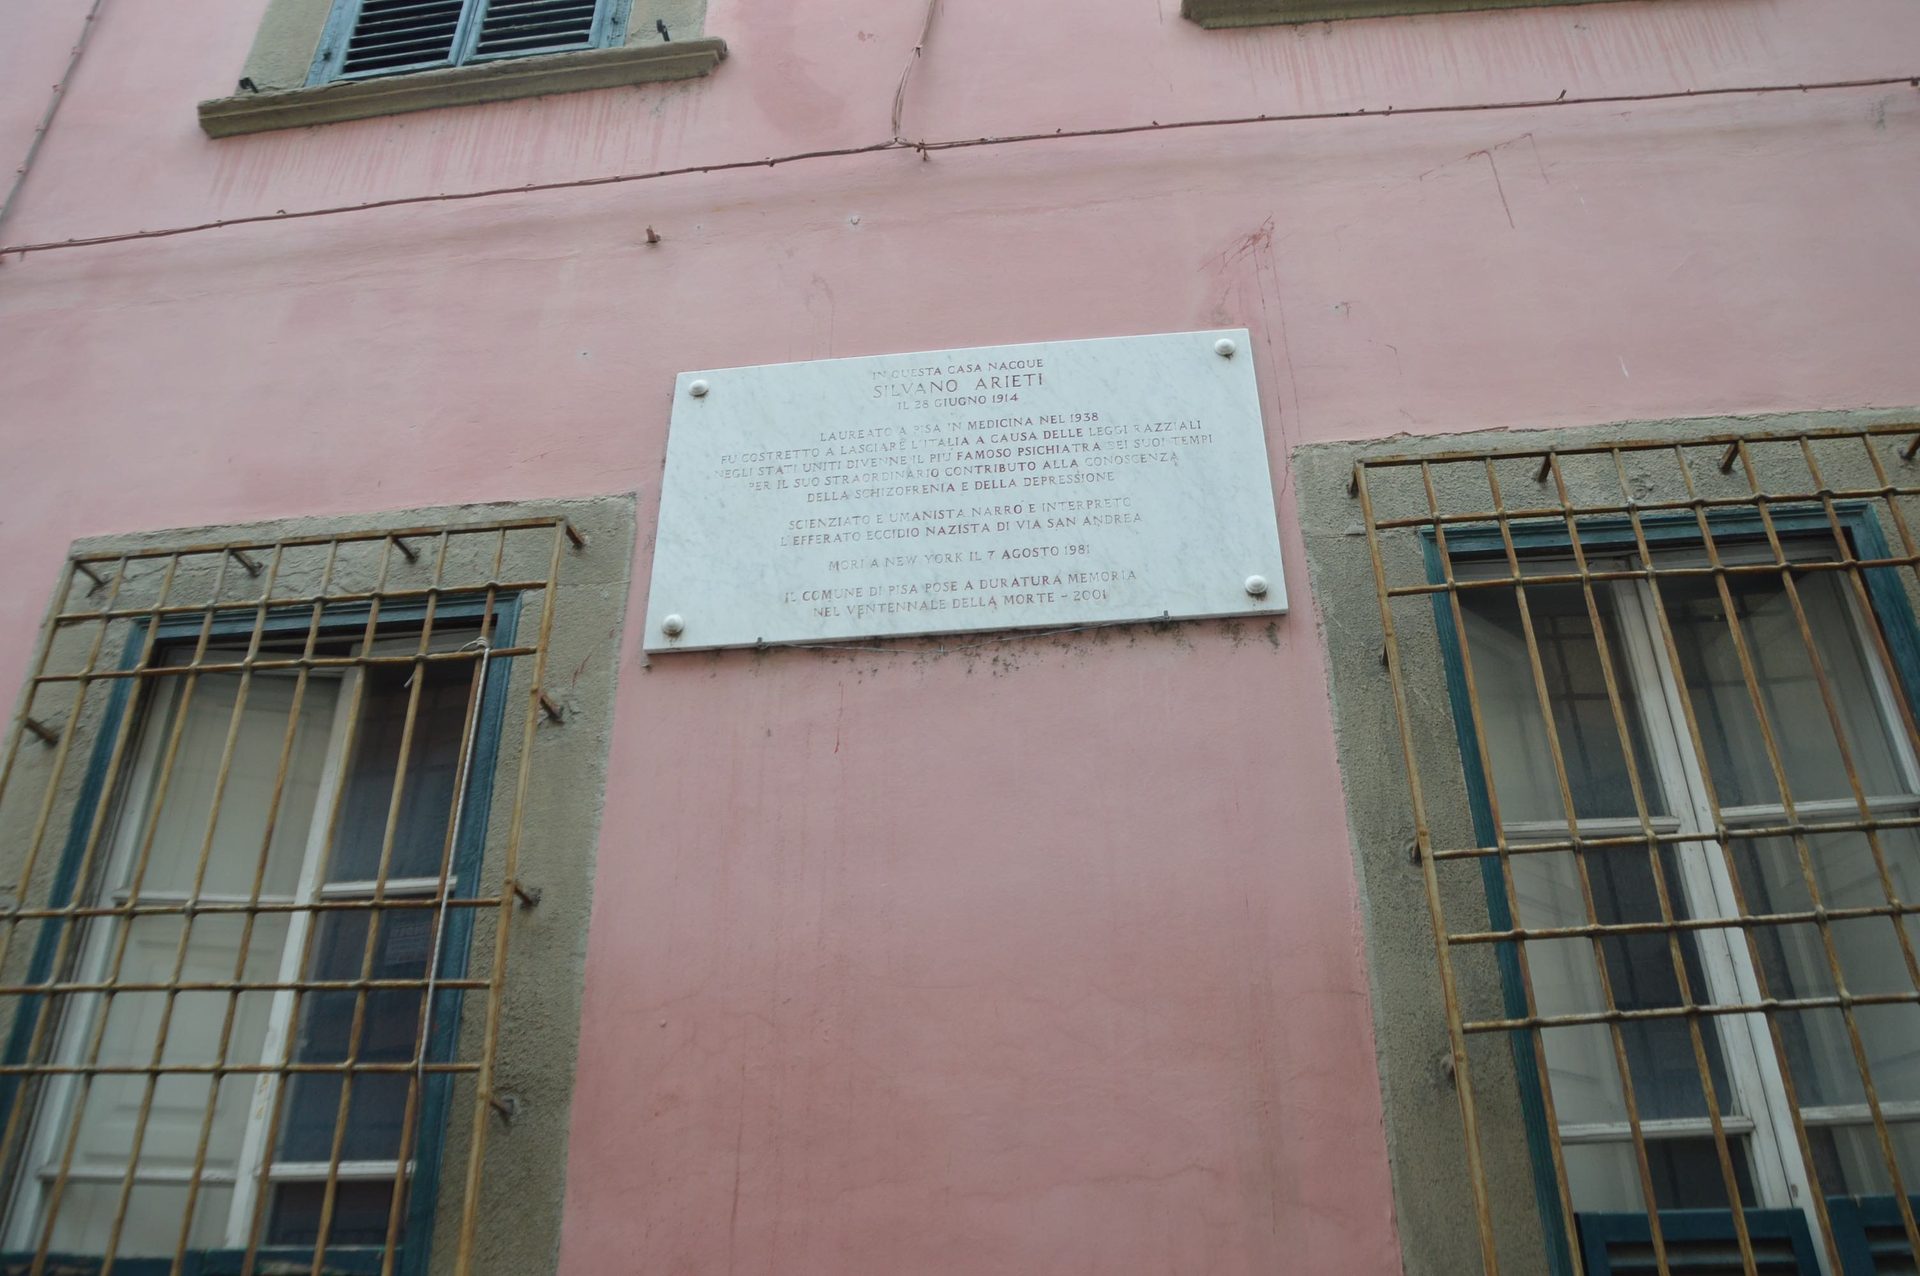 IN QUESTA CASA NACQUE
SILVANO ARIETI
IL 28 GIUGNO 1914
LAUREATO A PISA IN MEDICINA NEL 1938
FU COSTRETTO A LASCIARE L'ITALIA A CAUSA DELLE LEGGI RAZZIALI
NEGLI STATI UNITI DIVENNE IL PIÙ FAMOSO PSICHIATRA DEI SUOI TEMPI
PER IL SUO STRAORDINARIO CONTRIBUTO ALLA CONOSCENZA
DELLA SCHIZOFRENIA E DELLA DEPRESSIONE
SCIENZIATO E UMANISTA NARRÒ E INTERPRETÒ
L'EFFERATO ECCIDIO NAZISTA DI VIA SAN ANDREA
MORÌ A NEW YORK IL 7 AGOSTO 1981
IL COMUNE DI PISA POSE A DURATURA MEMORIA
NEL VENTENNALE DELLA MORTE - 2001